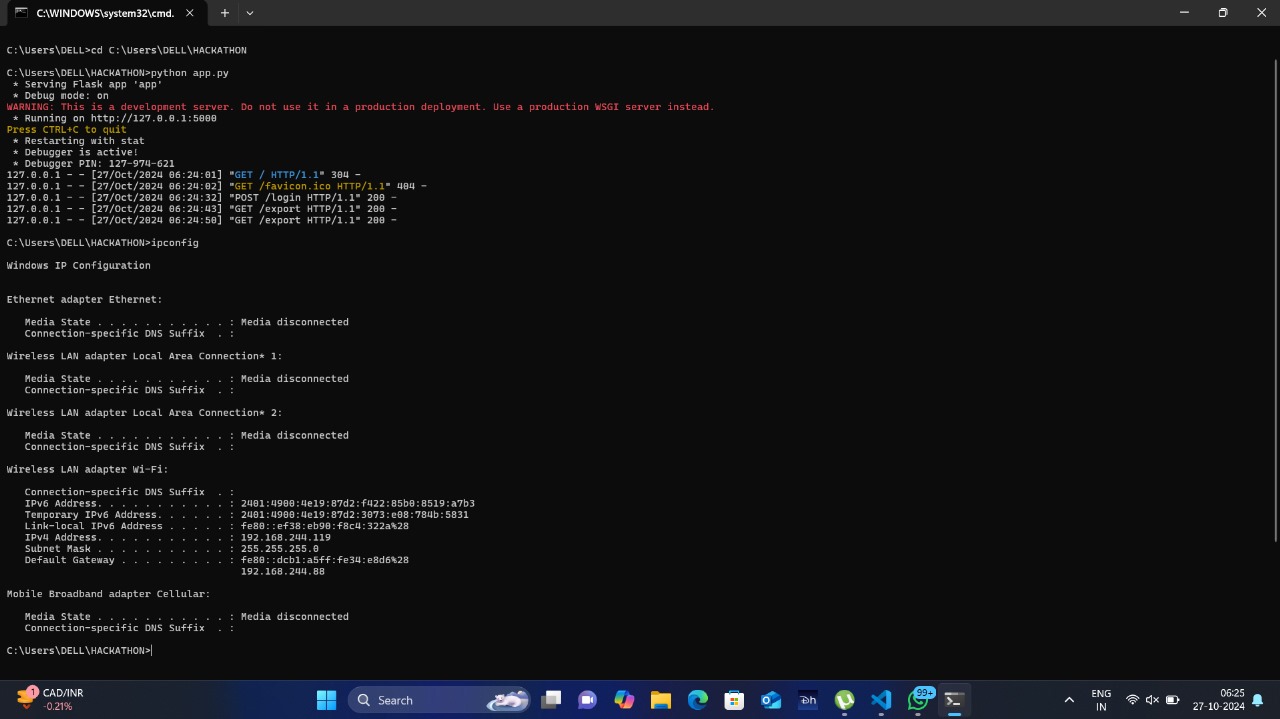 C:\WINDOWS\system32\cmd.
C:\Users\DELL>cd C:\Users\DELL\HACKATHON
C:\Users\DELL\HACKATHON>python app.py
* Serving Flask app 'app'
* Debug mode: on
WARNING: This is a development server. Do not use it in a production deployment. Use a production WSGI server instead.
* Running on http://127.0.0.1:5000
Press CTRL+C to quit
* Restarting with stat
* Debugger is active!
* Debugger PIN: 127-974-621
127.0.0.1 - - [27/Oct/2024 06:24:01] "GET / HTTP/1.1" 304 -
127.0.0.1 - - [27/Oct/2024 06:24:02] "GET /favicon.ico HTTP/1.1" 404 -
127.0.0.1 - - [27/Oct/2024 06:24:32] "POST /login HTTP/1.1" 200 -
127.0.0.1 - - [27/Oct/2024 06:24:43] "GET /export HTTP/1.1" 200 -
127.0.0.1 - - [27/Oct/2024 06:24:50] "GET /export HTTP/1.1" 200 -
C:\Users\DELL\HACKATHON>ipconfig
Windows IP Configuration
Ethernet adapter Ethernet:
Media State . . . . . . . . . . . : Media disconnected
Connection-specific DNS Suffix  . :
Wireless LAN adapter Local Area Connection* 1:
Media State . . . . . . . . . . . : Media disconnected
Connection-specific DNS Suffix  . :
Wireless LAN adapter Local Area Connection* 2:
Media State . . . . . . . . . . . : Media disconnected
Connection-specific DNS Suffix  . :
Wireless LAN adapter Wi-Fi:
Connection-specific DNS Suffix  . :
IPv6 Address. . . . . . . . . . . : 2401:4900:4e19:87d2:f422:85b0:8519:a7b3
Temporary IPv6 Address. . . . . . : 2401:4900:4e19:87d2:3073:e08:784b:5831
Link-local IPv6 Address . . . . . : fe80::ef38:eb90:f8c4:322a%28
IPv4 Address. . . . . . . . . . . : 192.168.244.119
Subnet Mask . . . . . . . . . . . : 255.255.255.0
Default Gateway . . . . . . . . . : fe80::dcb1:a5ff:fe34:e8d6%28
192.168.244.88
Mobile Broadband adapter Cellular:
Media State . . . . . . . . . . . : Media disconnected
Connection-specific DNS Suffix  . :
C:\Users\DELL\HACKATHON>
1
CAD/INR
-0.21%
Search
Dh
99+
ENG
IN
06:25
27-10-2024